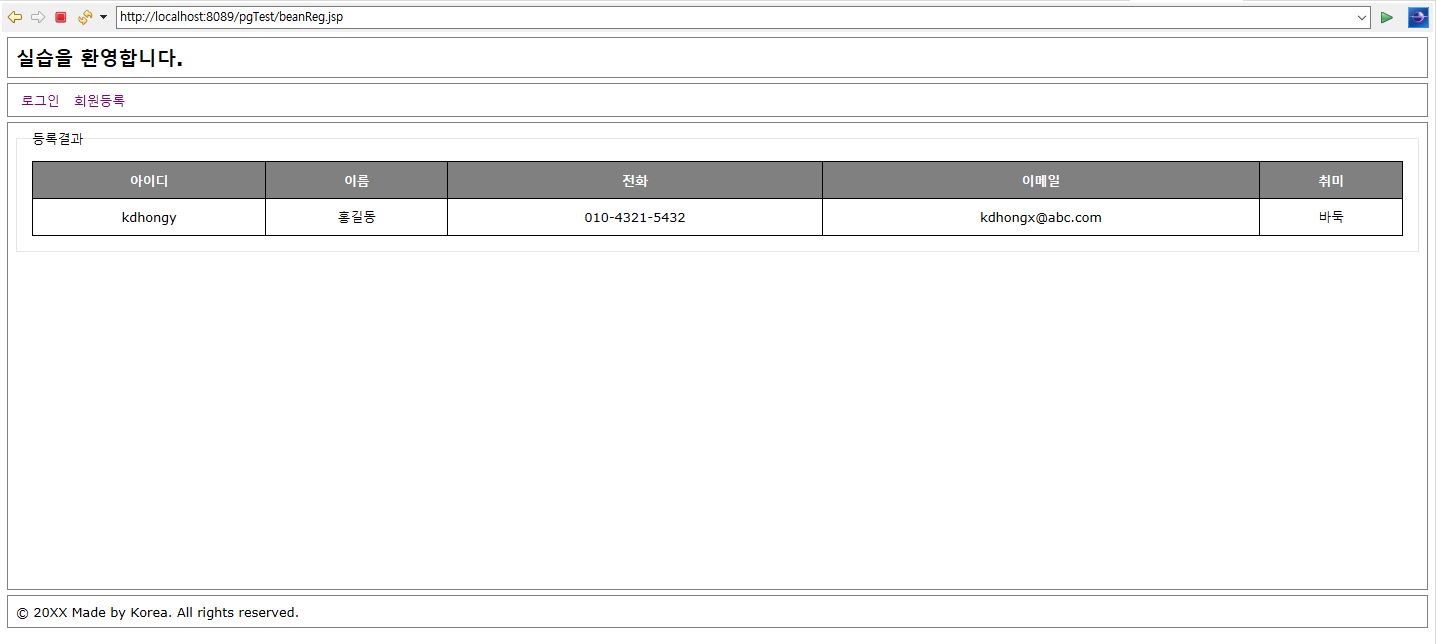 http://localhost:8089/pgTest/beanReg.jsp
실습을 환영합니다.
로그인 회원등록
등록결과
아이디 이름 전화 이메일 취미
kdhongy 홍길동 010-4321-5432 kdhongx@abc.com 바둑
© 20XX Made by Korea. All rights reserved.